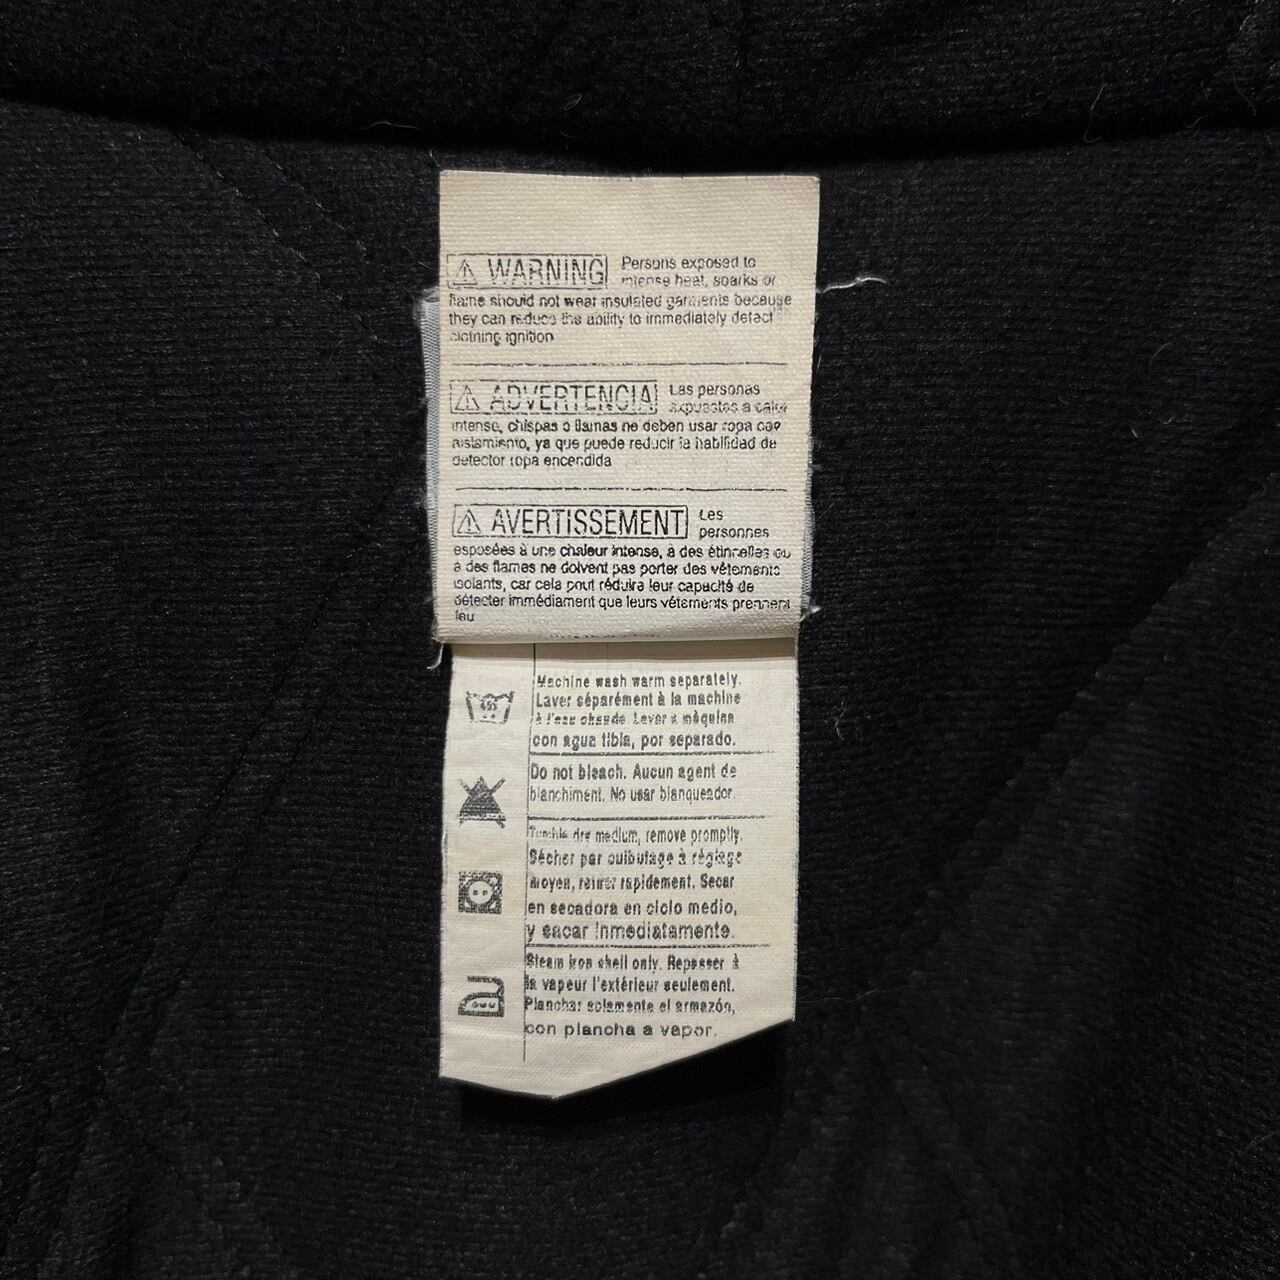 ⚠ WARNING Persons exposed to
intense heat, sparks or
flame should not wear insulated garments because
they can reduce the ability to immediately detect
clothing ignition
⚠ ADVERTENCIA Las personas
expuestas a calor
intense, chispas o llamas ne deben usar ropa con
aislamiento, ya que puede reducir la habilidad de
detector ropa encendida
⚠ AVERTISSEMENT Les
personnes
esposées à une chaleur intense, à des étincelles ou
à des flames ne doivent pas porter des vêtements
isolants, car cela pout réduira leur capacité de
détecter immédiament que leurs vétements prennent
feu
Machine wash warm separately.
Laver séparément à la machine
à l'eau chaude. Lavar a máquina
con agua tibia, por separado.
Do not bleach. Aucun agent de
blanchiment. No usar blanqueador.
Tumble dry medium, remove promptly.
Sécher par culbutage à réglage
moyen, retirer rapidement. Secar
en secadora en ciclo medio,
y sacar inmediatamente.
Steam iron shell only. Repasser à
la vapeur l'extérieur seulement.
Planchar solamente el armazón,
con plancha a vapor.